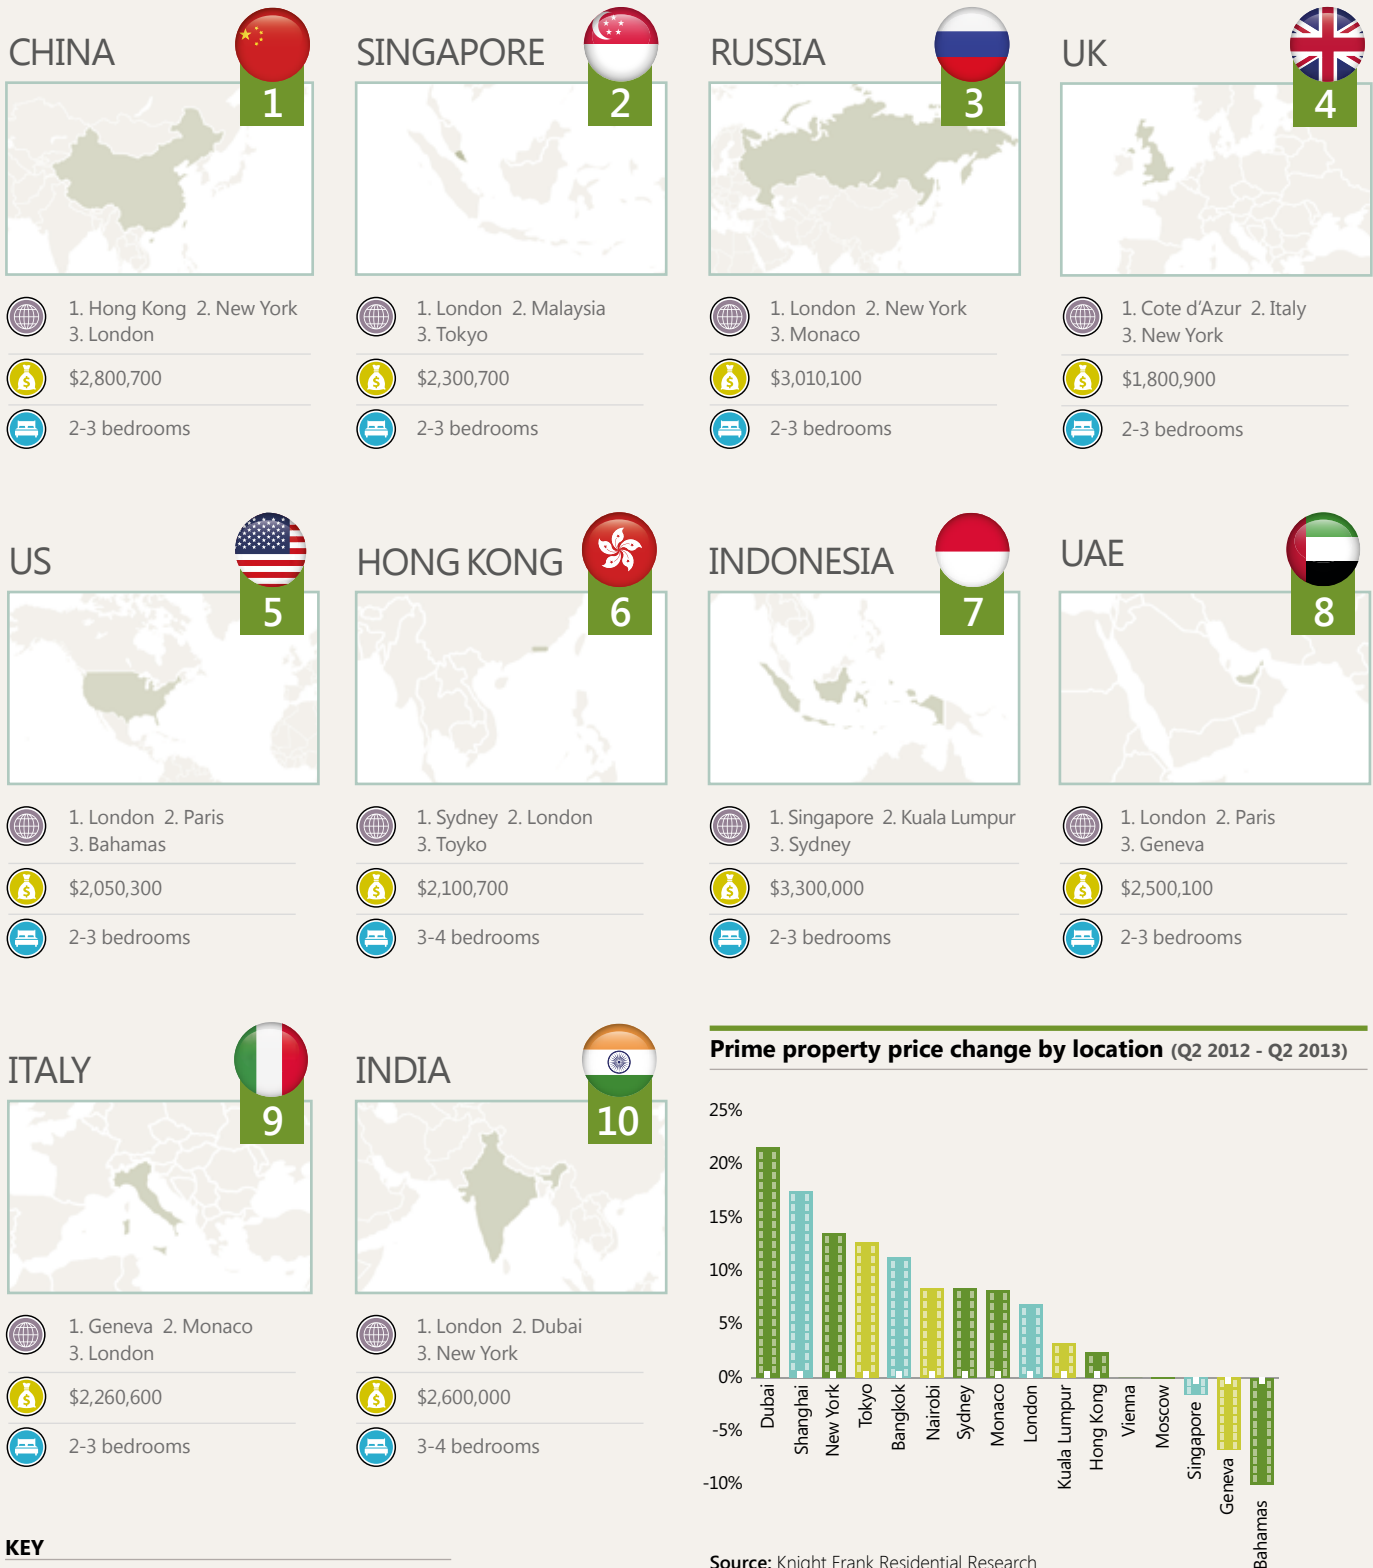 CHINA
1
1. Hong Kong 2. New York
3. London
$2,800,700
2-3 bedrooms
SINGAPORE
2
1. London 2. Malaysia
3. Tokyo
$2,300,700
2-3 bedrooms
RUSSIA
3
1. London 2. New York
3. Monaco
$3,010,100
2-3 bedrooms
UK
4
1. Cote d'Azur 2. Italy
3. New York
$1,800,900
2-3 bedrooms
US
5
1. London 2. Paris
3. Bahamas
$2,050,300
2-3 bedrooms
HONG KONG
6
1. Sydney 2. London
3. Toyko
$2,100,700
3-4 bedrooms
INDONESIA
7
1. Singapore 2. Kuala Lumpur
3. Sydney
$3,300,000
2-3 bedrooms
UAE
8
1. London 2. Paris
3. Geneva
$2,500,100
2-3 bedrooms
ITALY
9
1. Geneva 2. Monaco
3. London
$2,260,600
2-3 bedrooms
INDIA
10
1. London 2. Dubai
3. New York
$2,600,000
3-4 bedrooms
Prime property price change by location (Q2 2012 - Q2 2013)
25%
20%
15%
10%
5%
0%
-5%
-10%
Dubai
Shanghai
New York
Tokyo
Bangkok
Nairobi
Sydney
Monaco
London
Kuala Lumpur
Hong Kong
Vienna
Moscow
Singapore
Geneva
Bahamas
KEY
Source: Knight Frank Residential Research